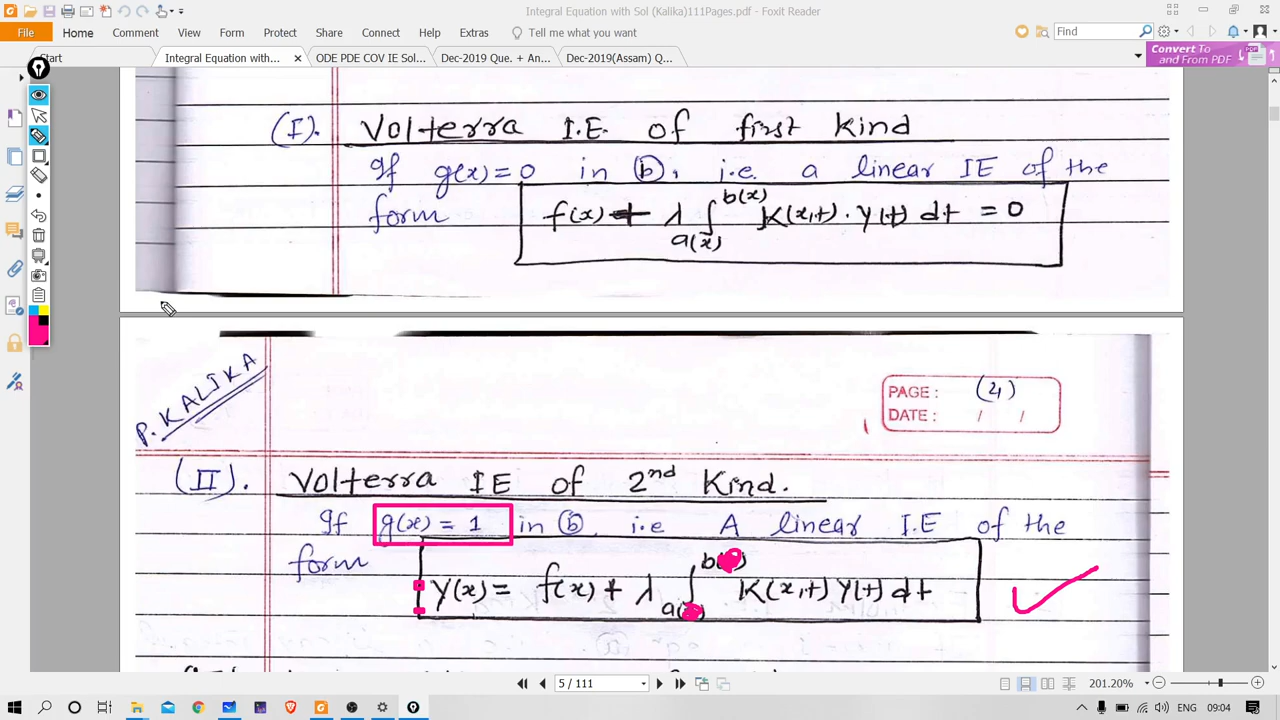 Integral Equation with Sol (Kalika)111Pages.pdf - Foxit Reader
File Home Comment View Form Protect Share Connect Help Extras Tell me what you want Find
Convert To
and From PDF
Start Integral Equation with... × ODE PDE COV IE Sol... Dec-2019 Que. + An... Dec-2019(Assam) Q...
(I). Volterra I.E. of first kind
If g(x)=0 in (b), i.e. a linear IE of the
form f(x) + λ ∫ₐ₍ₓ₎^b(x) K(x,t). Y(t) dt = 0
P. KALIKA
PAGE: (4)
DATE: / /
(II). Volterra IE of 2nd Kind.
If g(x) = 1 in (b) i.e A linear I.E of the
form Y(x) = f(x) + λ ∫ K(x,t) Y(t) dt
5 / 111
201.20%
ENG 09:04